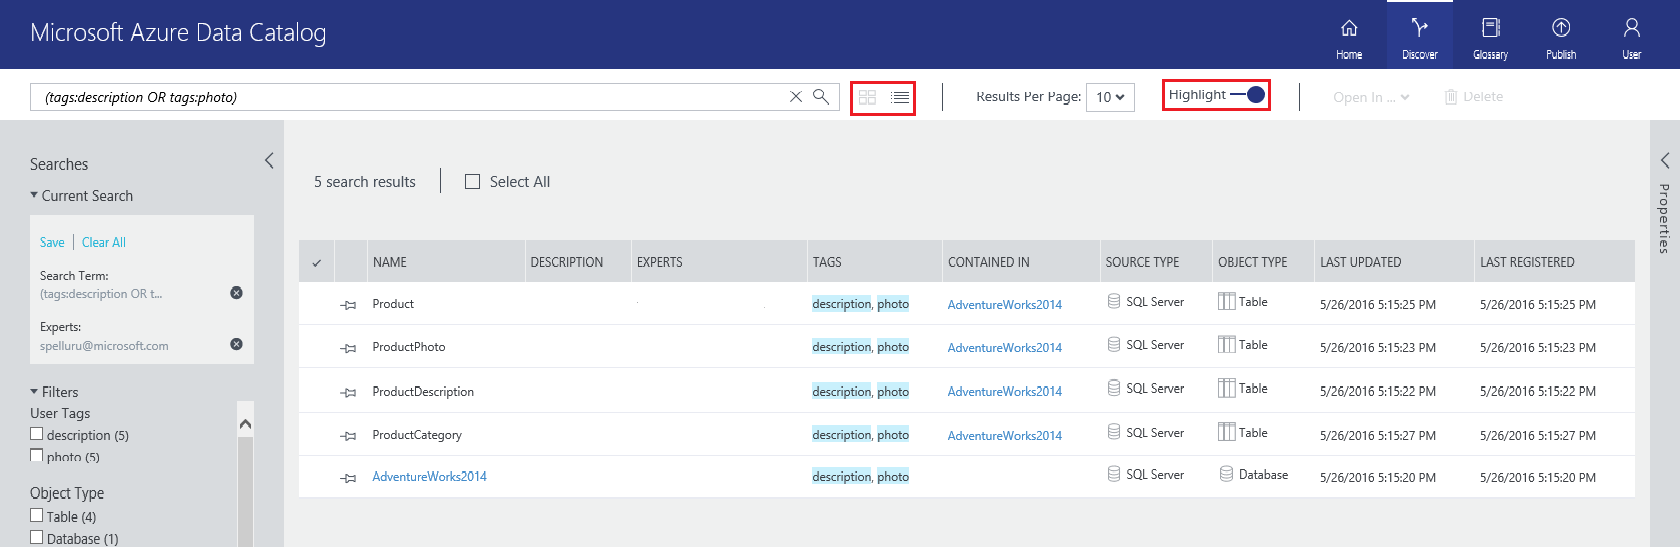 Microsoft Azure Data Catalog
Home Discover Glossary Publish User
(tags:description OR tags:photo)
Results Per Page: 10
Highlight
Open In ... Delete
Searches
Current Search
Save | Clear All
Search Term:
(tags:description OR t...
Experts:
spelluru@microsoft.com
Filters
User Tags
description (5)
photo (5)
Object Type
Table (4)
Database (1)
5 search results
Select All
NAME DESCRIPTION EXPERTS TAGS CONTAINED IN SOURCE TYPE OBJECT TYPE LAST UPDATED LAST REGISTERED
Product description, photo AdventureWorks2014 SQL Server Table 5/26/2016 5:15:25 PM 5/26/2016 5:15:25 PM
ProductPhoto description, photo AdventureWorks2014 SQL Server Table 5/26/2016 5:15:23 PM 5/26/2016 5:15:23 PM
ProductDescription description, photo AdventureWorks2014 SQL Server Table 5/26/2016 5:15:22 PM 5/26/2016 5:15:22 PM
ProductCategory description, photo AdventureWorks2014 SQL Server Table 5/26/2016 5:15:27 PM 5/26/2016 5:15:27 PM
AdventureWorks2014 description, photo SQL Server Database 5/26/2016 5:15:20 PM 5/26/2016 5:15:20 PM
Properties